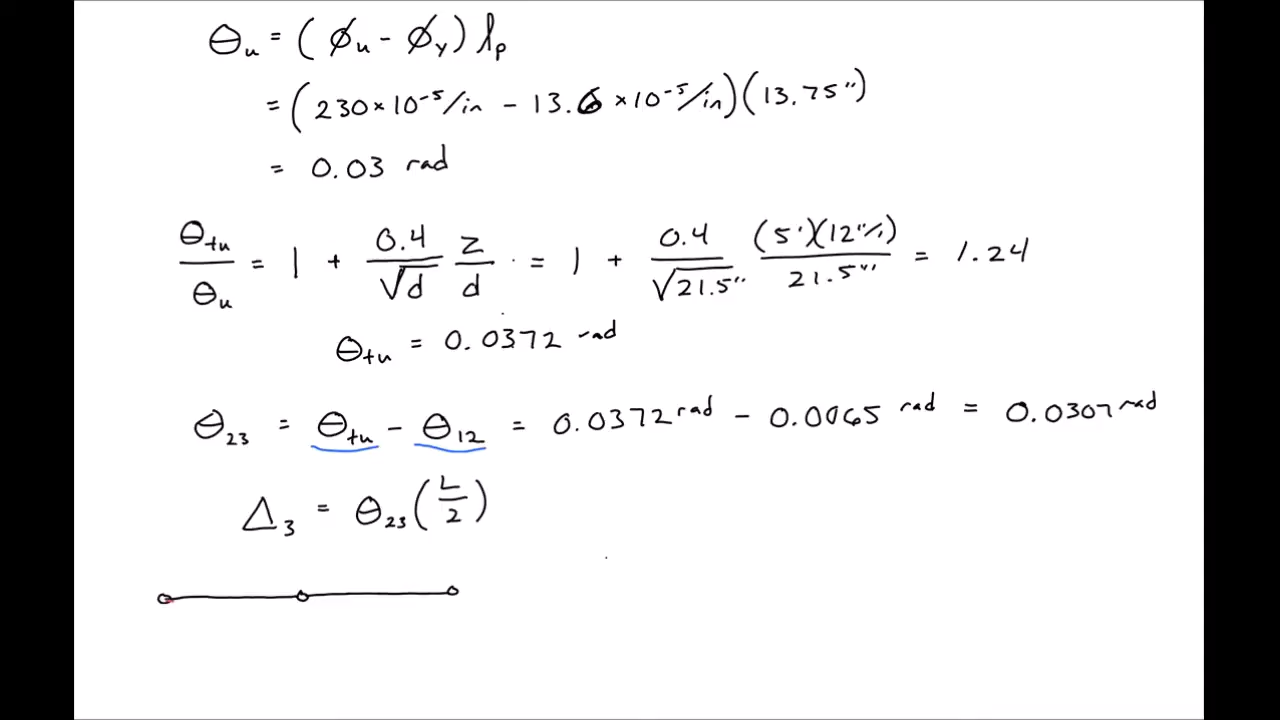 θu = (ϕu - ϕy) lp
= (230×10⁻⁵/in - 13.6×10⁻⁵/in)(13.75")
= 0.03 rad
θtu/θu = 1 + 0.4/√d z/d = 1 + 0.4/√21.5" (5')(12"/')/21.5" = 1.24
θtu = 0.0372 rad
θ23 = θtu - θ12 = 0.0372 rad - 0.0065 rad = 0.0307 rad
Δ3 = θ23 (L/2)